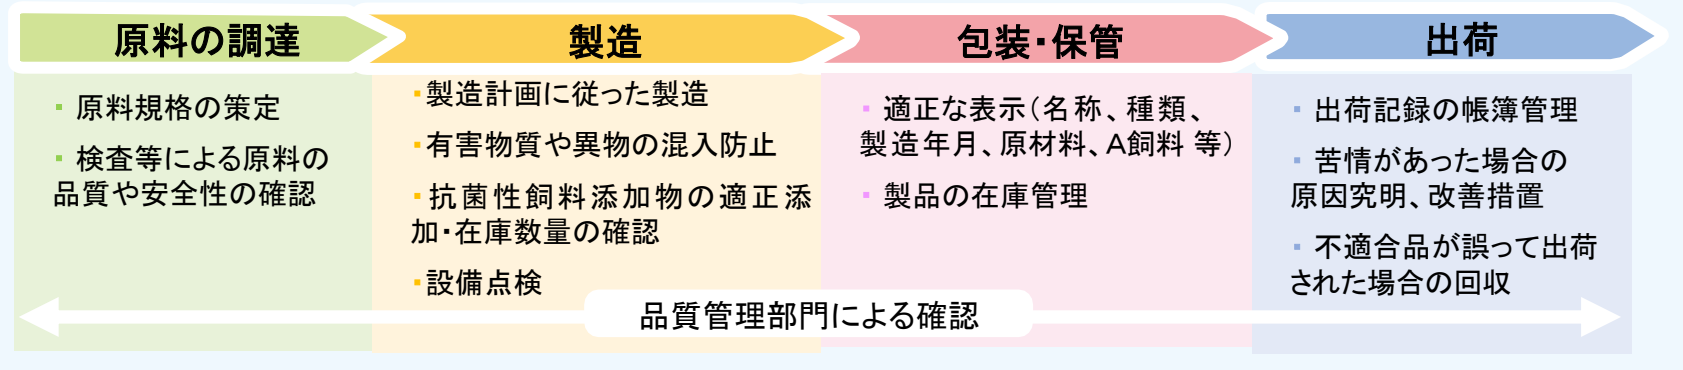 原料の調達
・ 原料規格の策定
・ 検査等による原料の
品質や安全性の確認
製造
・製造計画に従った製造
・有害物質や異物の混入防止
・抗菌性飼料添加物の適正添
加・在庫数量の確認
・設備点検
包装・保管
・ 適正な表示（名称、種類、
製造年月、原材料、A飼料 等）
・ 製品の在庫管理
出荷
・ 出荷記録の帳簿管理
・ 苦情があった場合の
原因究明、改善措置
・ 不適合品が誤って出荷
された場合の回収
品質管理部門による確認